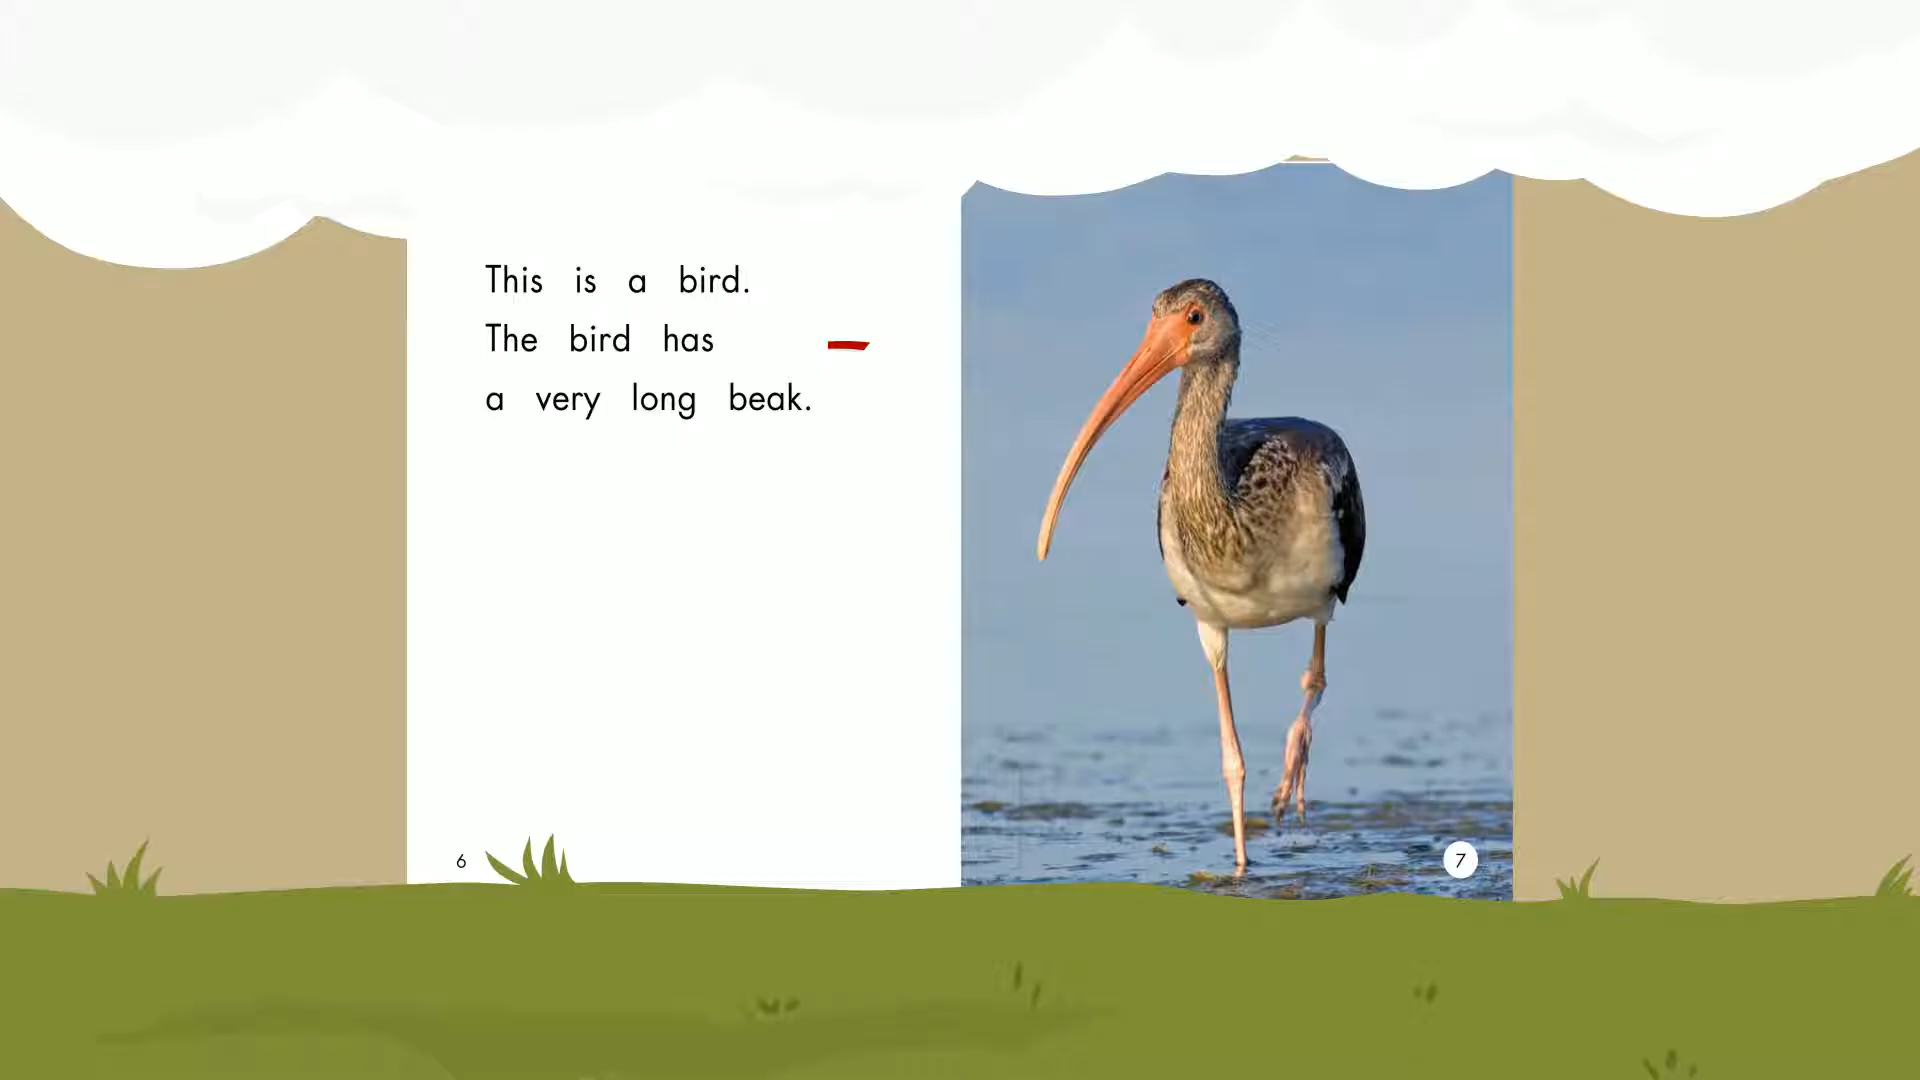 This is a bird.
The bird has
a very long beak.
6
7